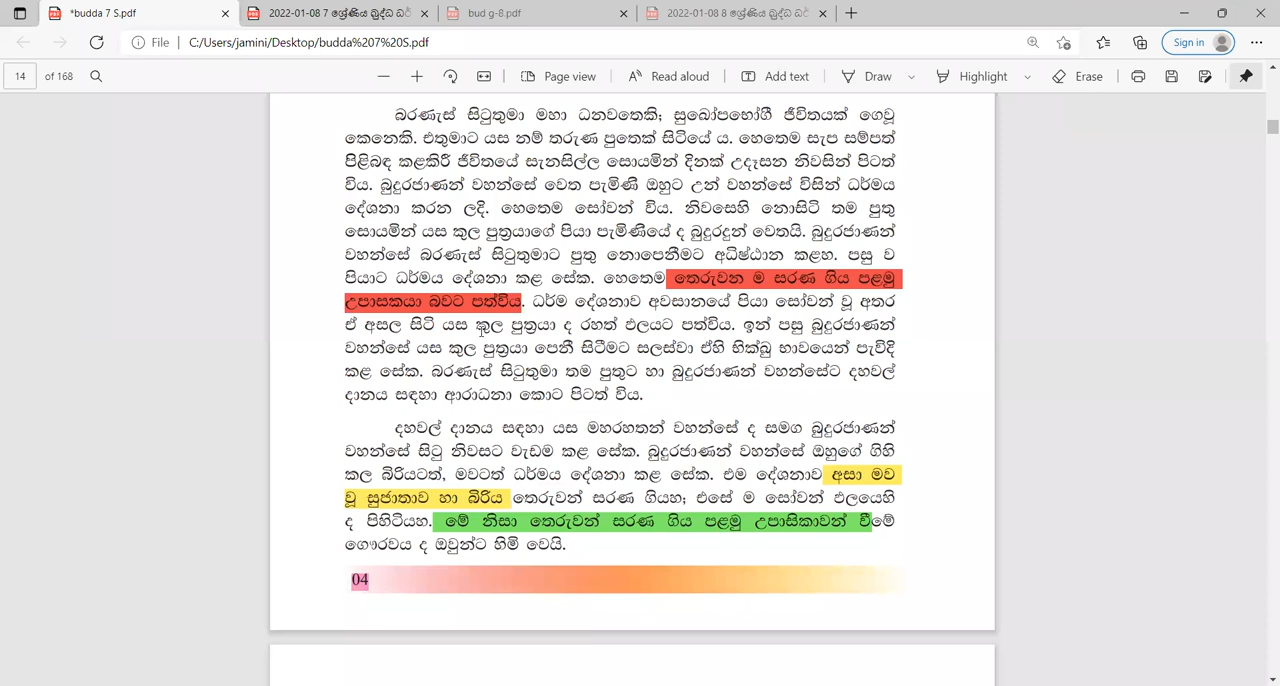 *budda 7 S.pdf
2022-01-08 7 ශ්‍රේණිය බුද්ධ ධර්
bud g-8.pdf
2022-01-08 8 ශ්‍රේණිය බුද්ධ ධර්
File | C:/Users/jamini/Desktop/budda%207%20S.pdf
Sign in
14 of 168
Page view
Read aloud
Add text
Draw
Highlight
Erase
බරණැස් සිටුතුමා මහා ධනවතෙකි; සුඛෝපභෝගී ජීවිතයක් ගෙවූ
කෙනෙකි. එතුමාට යස නම් තරුණ පුතෙක් සිටියේ ය. හෙතෙම සැප සම්පත්
පිළිබඳ කළකිරී ජීවිතයේ සැනසිල්ල සොයමින් දිනක් උදෑසන නිවසින් පිටත්
විය. බුදුරජාණන් වහන්සේ වෙත පැමිණි ඔහුට උන් වහන්සේ විසින් ධර්මය
දේශනා කරන ලදි. හෙතෙම සෝවන් විය. නිවසෙහි නොසිටි තම පුතු
සොයමින් යස කුල පුත්‍රයාගේ පියා පැමිණියේ ද බුදුරදුන් වෙතයි. බුදුරජාණන්
වහන්සේ බරණැස් සිටුතුමාට පුතු නොපෙනීමට අධිෂ්ඨාන කළහ. පසු ව
පියාට ධර්මය දේශනා කළ සේක. හෙතෙම තෙරුවන ම සරණ ගිය පළමු
උපාසකයා බවට පත්විය. ධර්ම දේශනාව අවසානයේ පියා සෝවන් වූ අතර
ඒ අසල සිටි යස කුල පුත්‍රයා ද රහත් ඵලයට පත්විය. ඉන් පසු බුදුරජාණන්
වහන්සේ යස කුල පුත්‍රයා පෙනී සිටීමට සලස්වා ඒහි භික්ඛු භාවයෙන් පැවිදි
කළ සේක. බරණැස් සිටුතුමා තම පුතුට හා බුදුරජාණන් වහන්සේට දහවල්
දානය සඳහා ආරාධනා කොට පිටත් විය.
දහවල් දානය සඳහා යස මහරහතන් වහන්සේ ද සමග බුදුරජාණන්
වහන්සේ සිටු නිවසට වැඩම කළ සේක. බුදුරජාණන් වහන්සේ ඔහුගේ ගිහි
කල බිරියටත්, මවටත් ධර්මය දේශනා කළ සේක. එම දේශනාව අසා මව
වූ සුජාතාව හා බිරිය තෙරුවන් සරණ ගියහ; එසේ ම සෝවන් ඵලයෙහි
ද පිහිටියහ. මේ නිසා තෙරුවන් සරණ ගිය පළමු උපාසිකාවන් වීමේ
ගෞරවය ද ඔවුන්ට හිමි වෙයි.
04